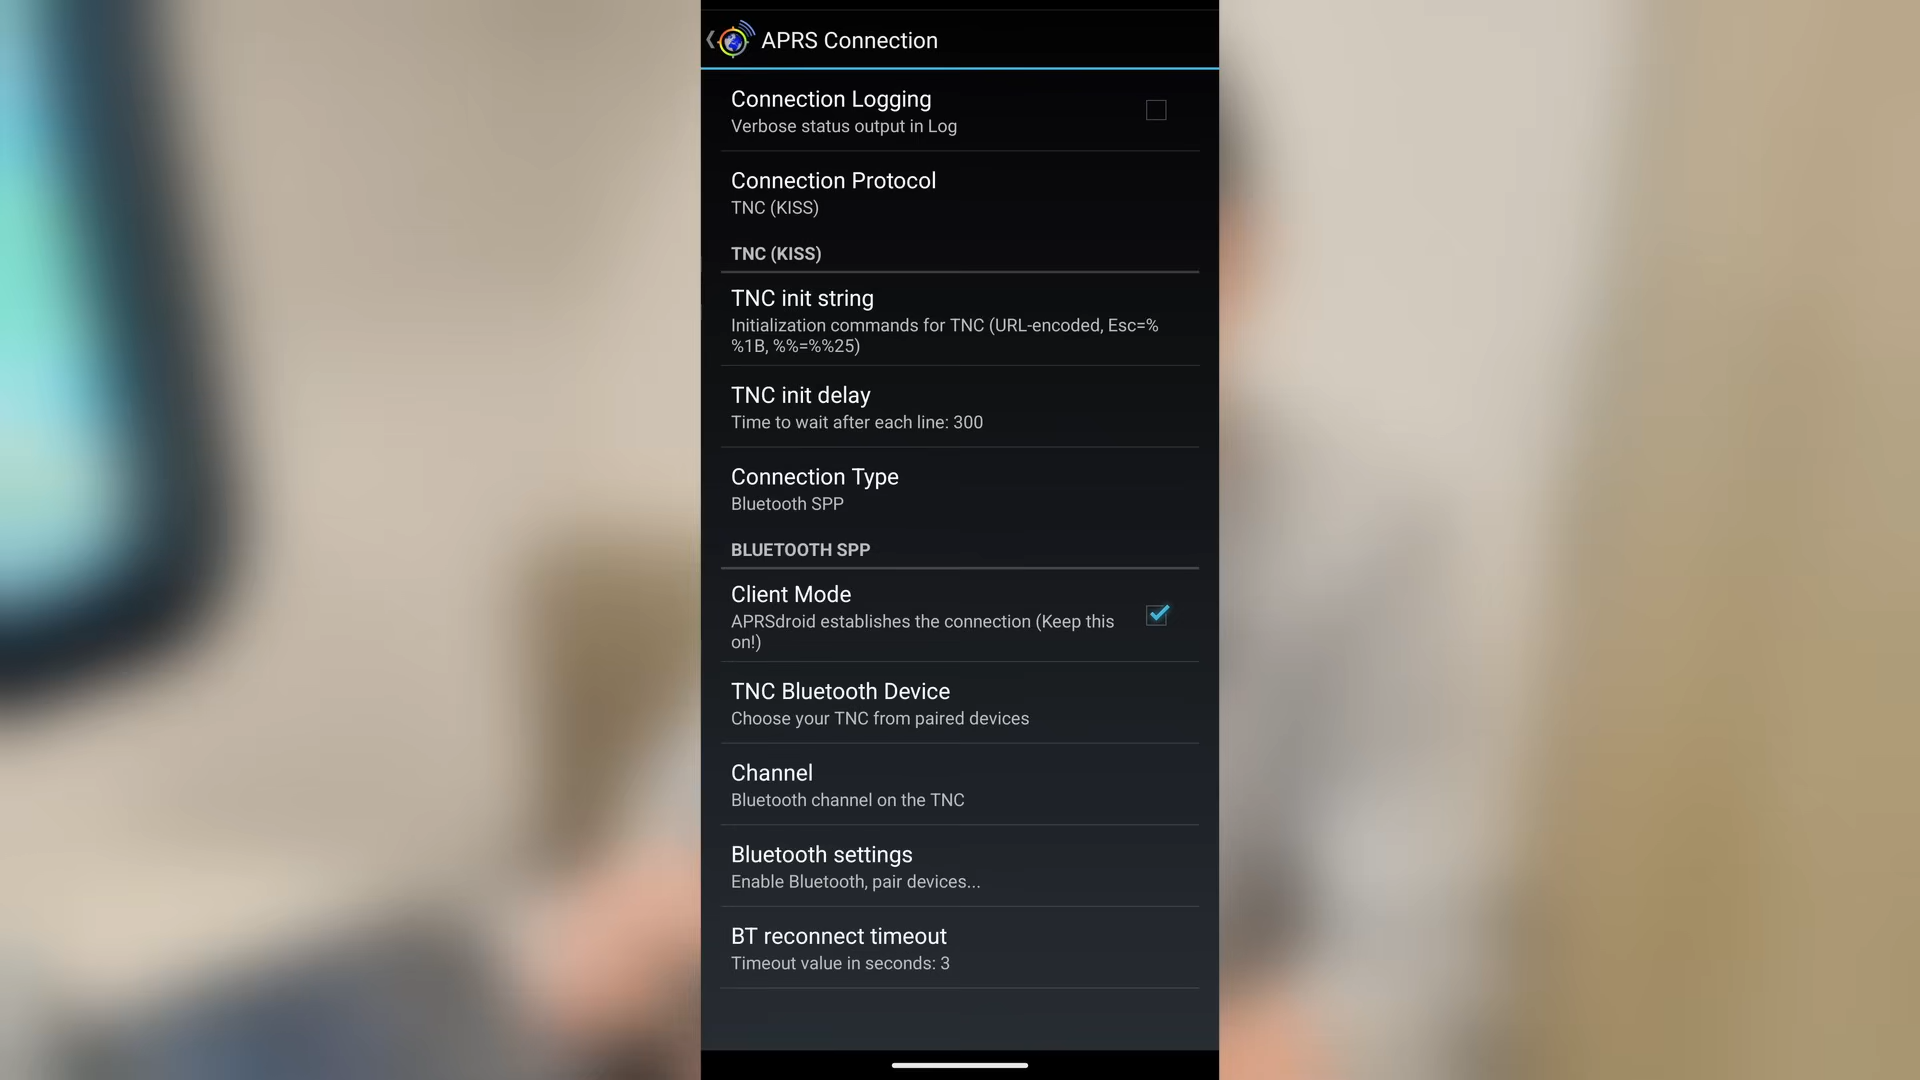 APRS Connection
Connection Logging
Verbose status output in Log
Connection Protocol
TNC (KISS)
TNC (KISS)
TNC init string
Initialization commands for TNC (URL-encoded, Esc=%
%1B, %%=%%25)
TNC init delay
Time to wait after each line: 300
Connection Type
Bluetooth SPP
BLUETOOTH SPP
Client Mode
APRSdroid establishes the connection (Keep this
on!)
TNC Bluetooth Device
Choose your TNC from paired devices
Channel
Bluetooth channel on the TNC
Bluetooth settings
Enable Bluetooth, pair devices...
BT reconnect timeout
Timeout value in seconds: 3